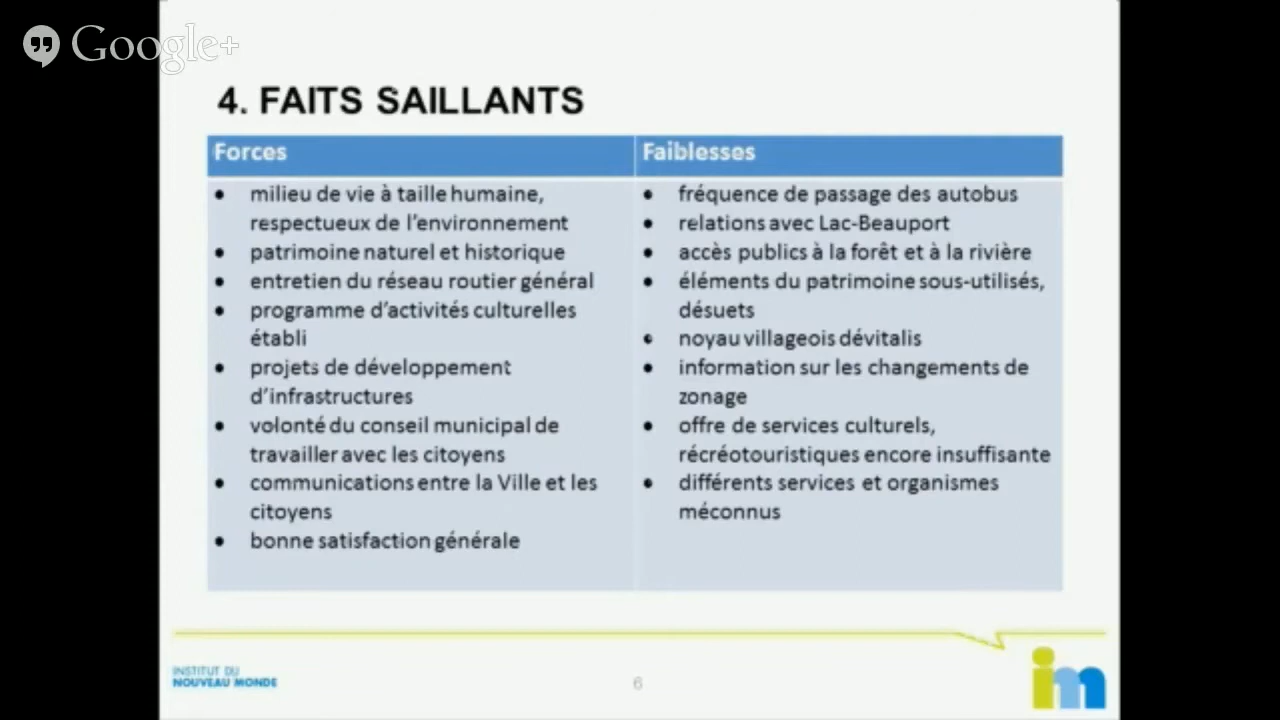 Google+
4. FAITS SAILLANTS
Forces
• milieu de vie à taille humaine,
respectueux de l'environnement
• patrimoine naturel et historique
• entretien du réseau routier général
• programme d'activités culturelles
établi
• projets de développement
d'infrastructures
• volonté du conseil municipal de
travailler avec les citoyens
• communications entre la Ville et les
citoyens
• bonne satisfaction générale
Faiblesses
• fréquence de passage des autobus
• relations avec Lac-Beauport
• accès publics à la forêt et à la rivière
• éléments du patrimoine sous-utilisés,
désuets
• noyau villageois dévitalis
• information sur les changements de
zonage
• offre de services culturels,
récréotouristiques encore insuffisante
• différents services et organismes
méconnus
INSTITUT DU
NOUVEAU MONDE
6
inm